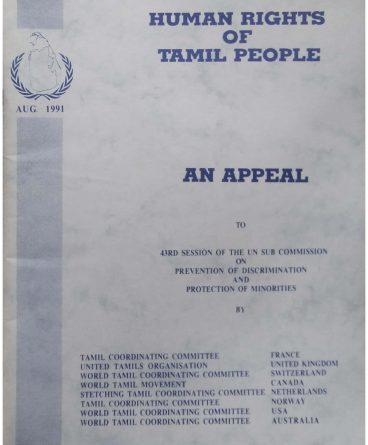 HUMAN RIGHTS
OF
TAMIL PEOPLE
AUG. 1991
AN APPEAL
TO
43RD SESSION OF THE UN SUB COMMISSION
ON
PREVENTION OF DISCRIMINATION
AND
PROTECTION OF MINORITIES
BY
TAMIL COORDINATING COMMITTEE FRANCE
UNITED TAMILS ORGANISATION UNITED KINGDOM
WORLD TAMIL COORDINATING COMMITTEE SWITZERLAND
WORLD TAMIL MOVEMENT CANADA
STETCHING TAMIL COORDINATING COMMITTEE NETHERLANDS
TAMIL COORDINATING COMMITTEE NORWAY
WORLD TAMIL COORDINATING COMMITTEE USA
WORLD TAMIL COORDINATING COMMITTEE AUSTRALIA